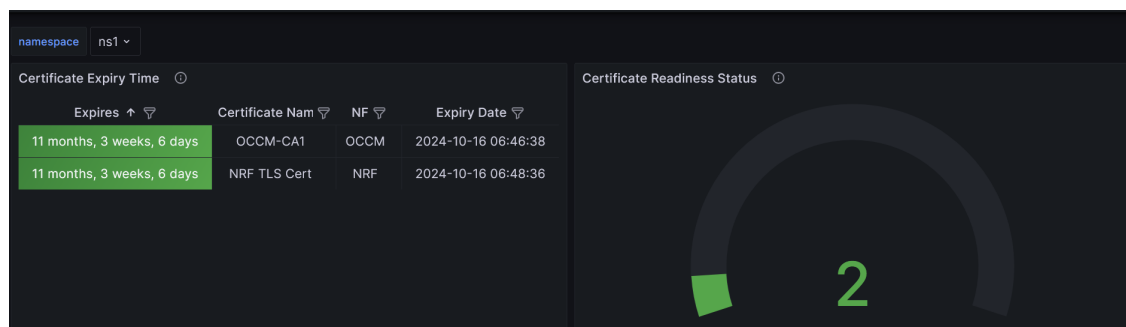 namespace ns1
Certificate Expiry Time
Expires Certificate Nam NF Expiry Date
11 months, 3 weeks, 6 days OCCM-CA1 OCCM 2024-10-16 06:46:38
11 months, 3 weeks, 6 days NRF TLS Cert NRF 2024-10-16 06:48:36
Certificate Readiness Status
2